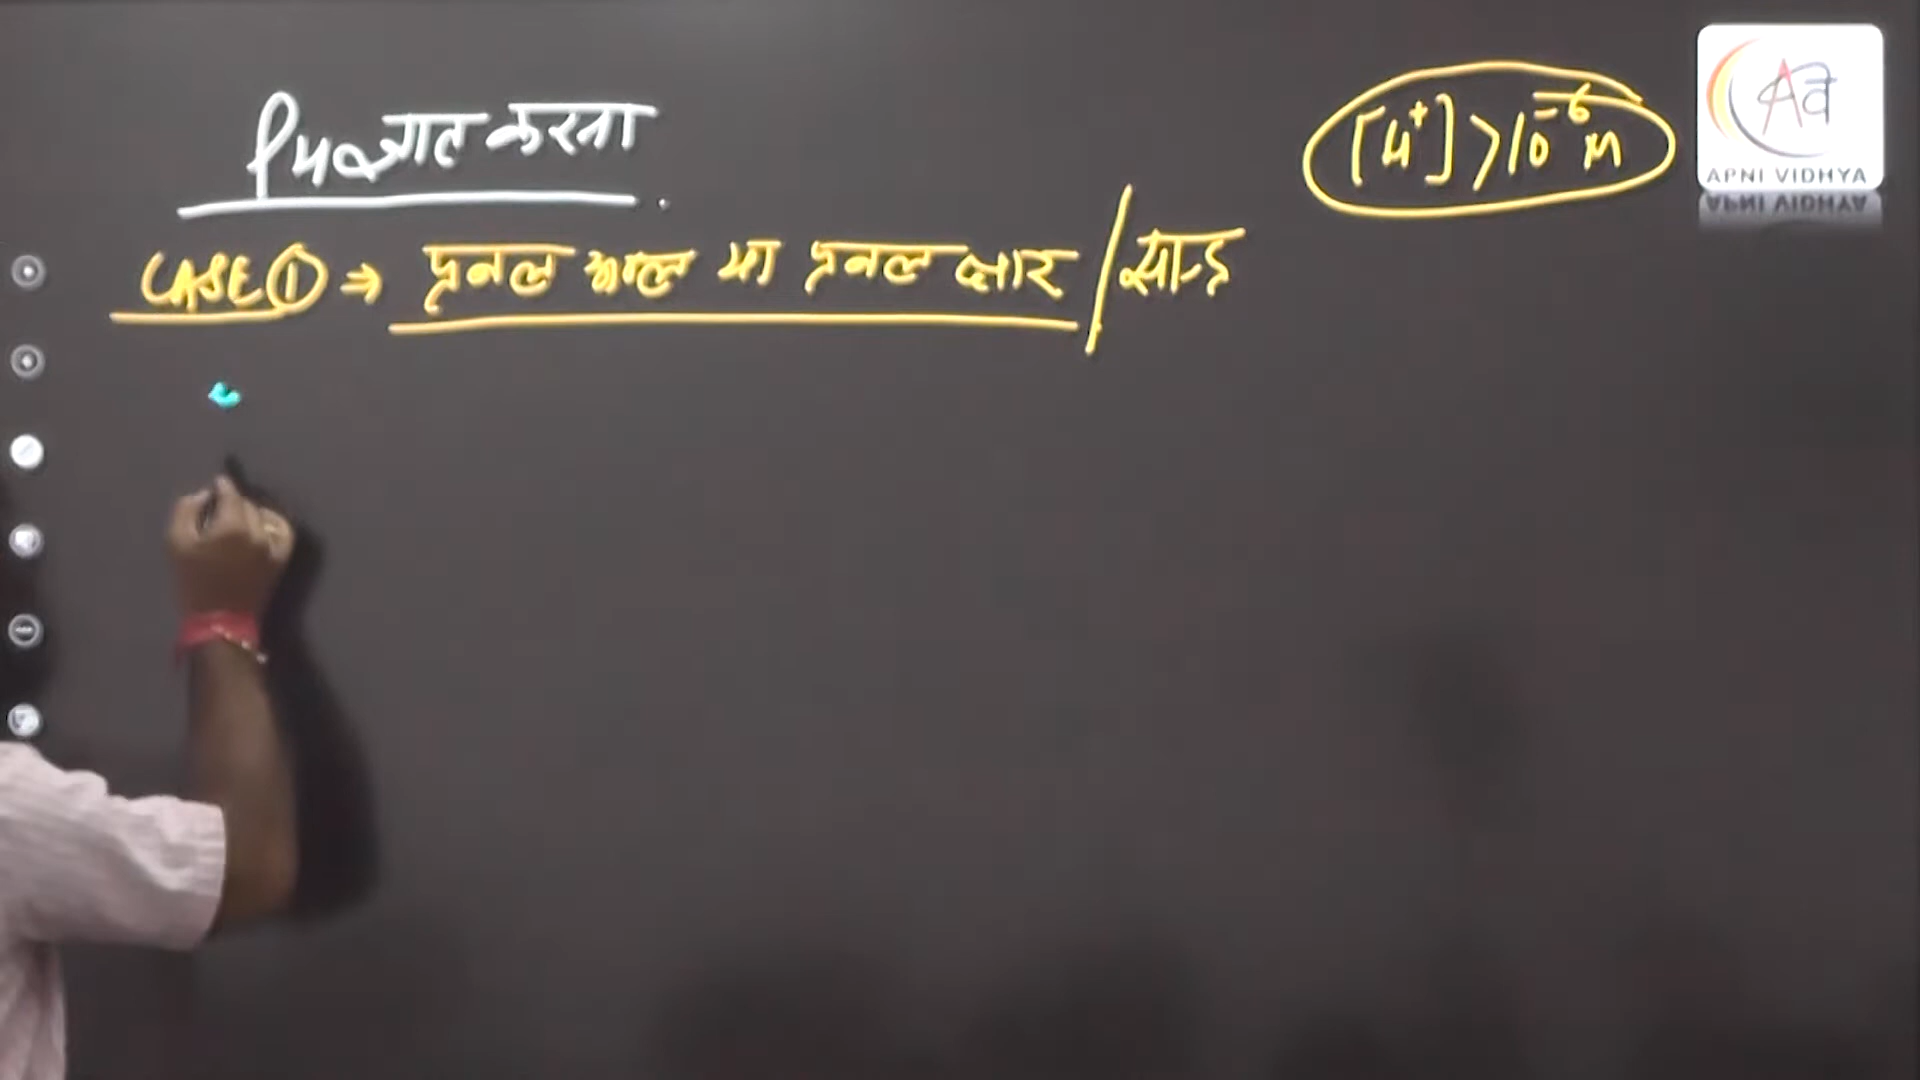 PH ज्ञात करना
[H⁺] > 10⁻⁶ M
CASE ① ⇒ प्रबल अम्ल या प्रबल क्षार / सान्द्र
APNI VIDHYA